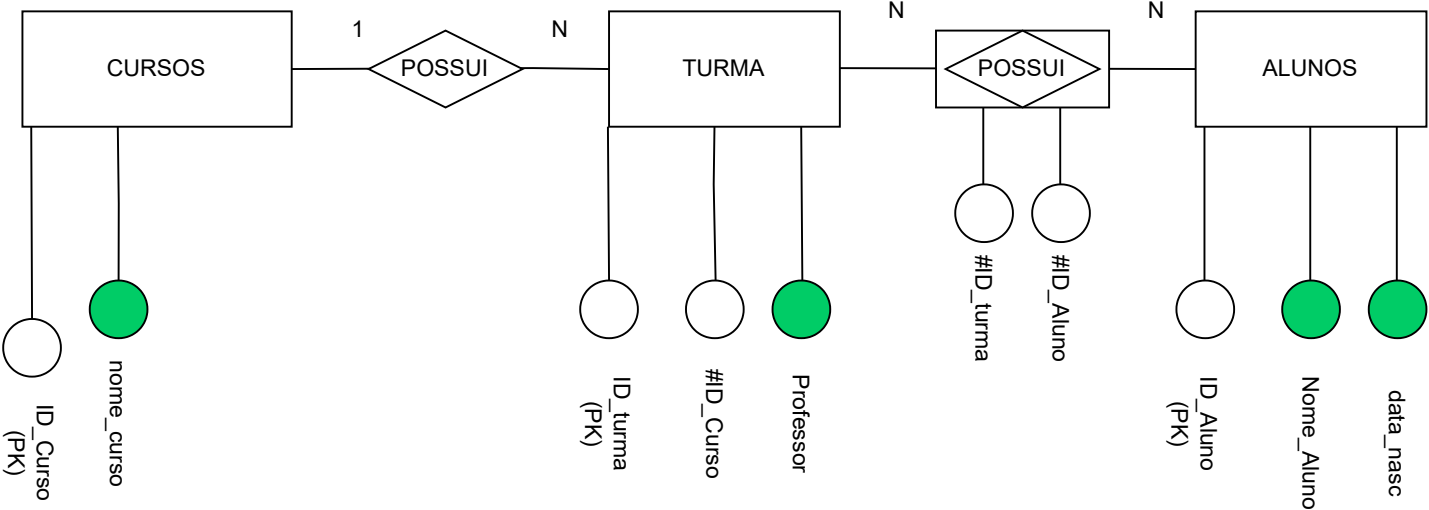 1
N
N
N
CURSOS
POSSUI
TURMA
POSSUI
ALUNOS
ID_Curso
(PK)
nome_curso
ID_turma
(PK)
#ID_Curso
Professor
#ID_turma
#ID_Aluno
ID_Aluno
(PK)
Nome_Aluno
data_nasc